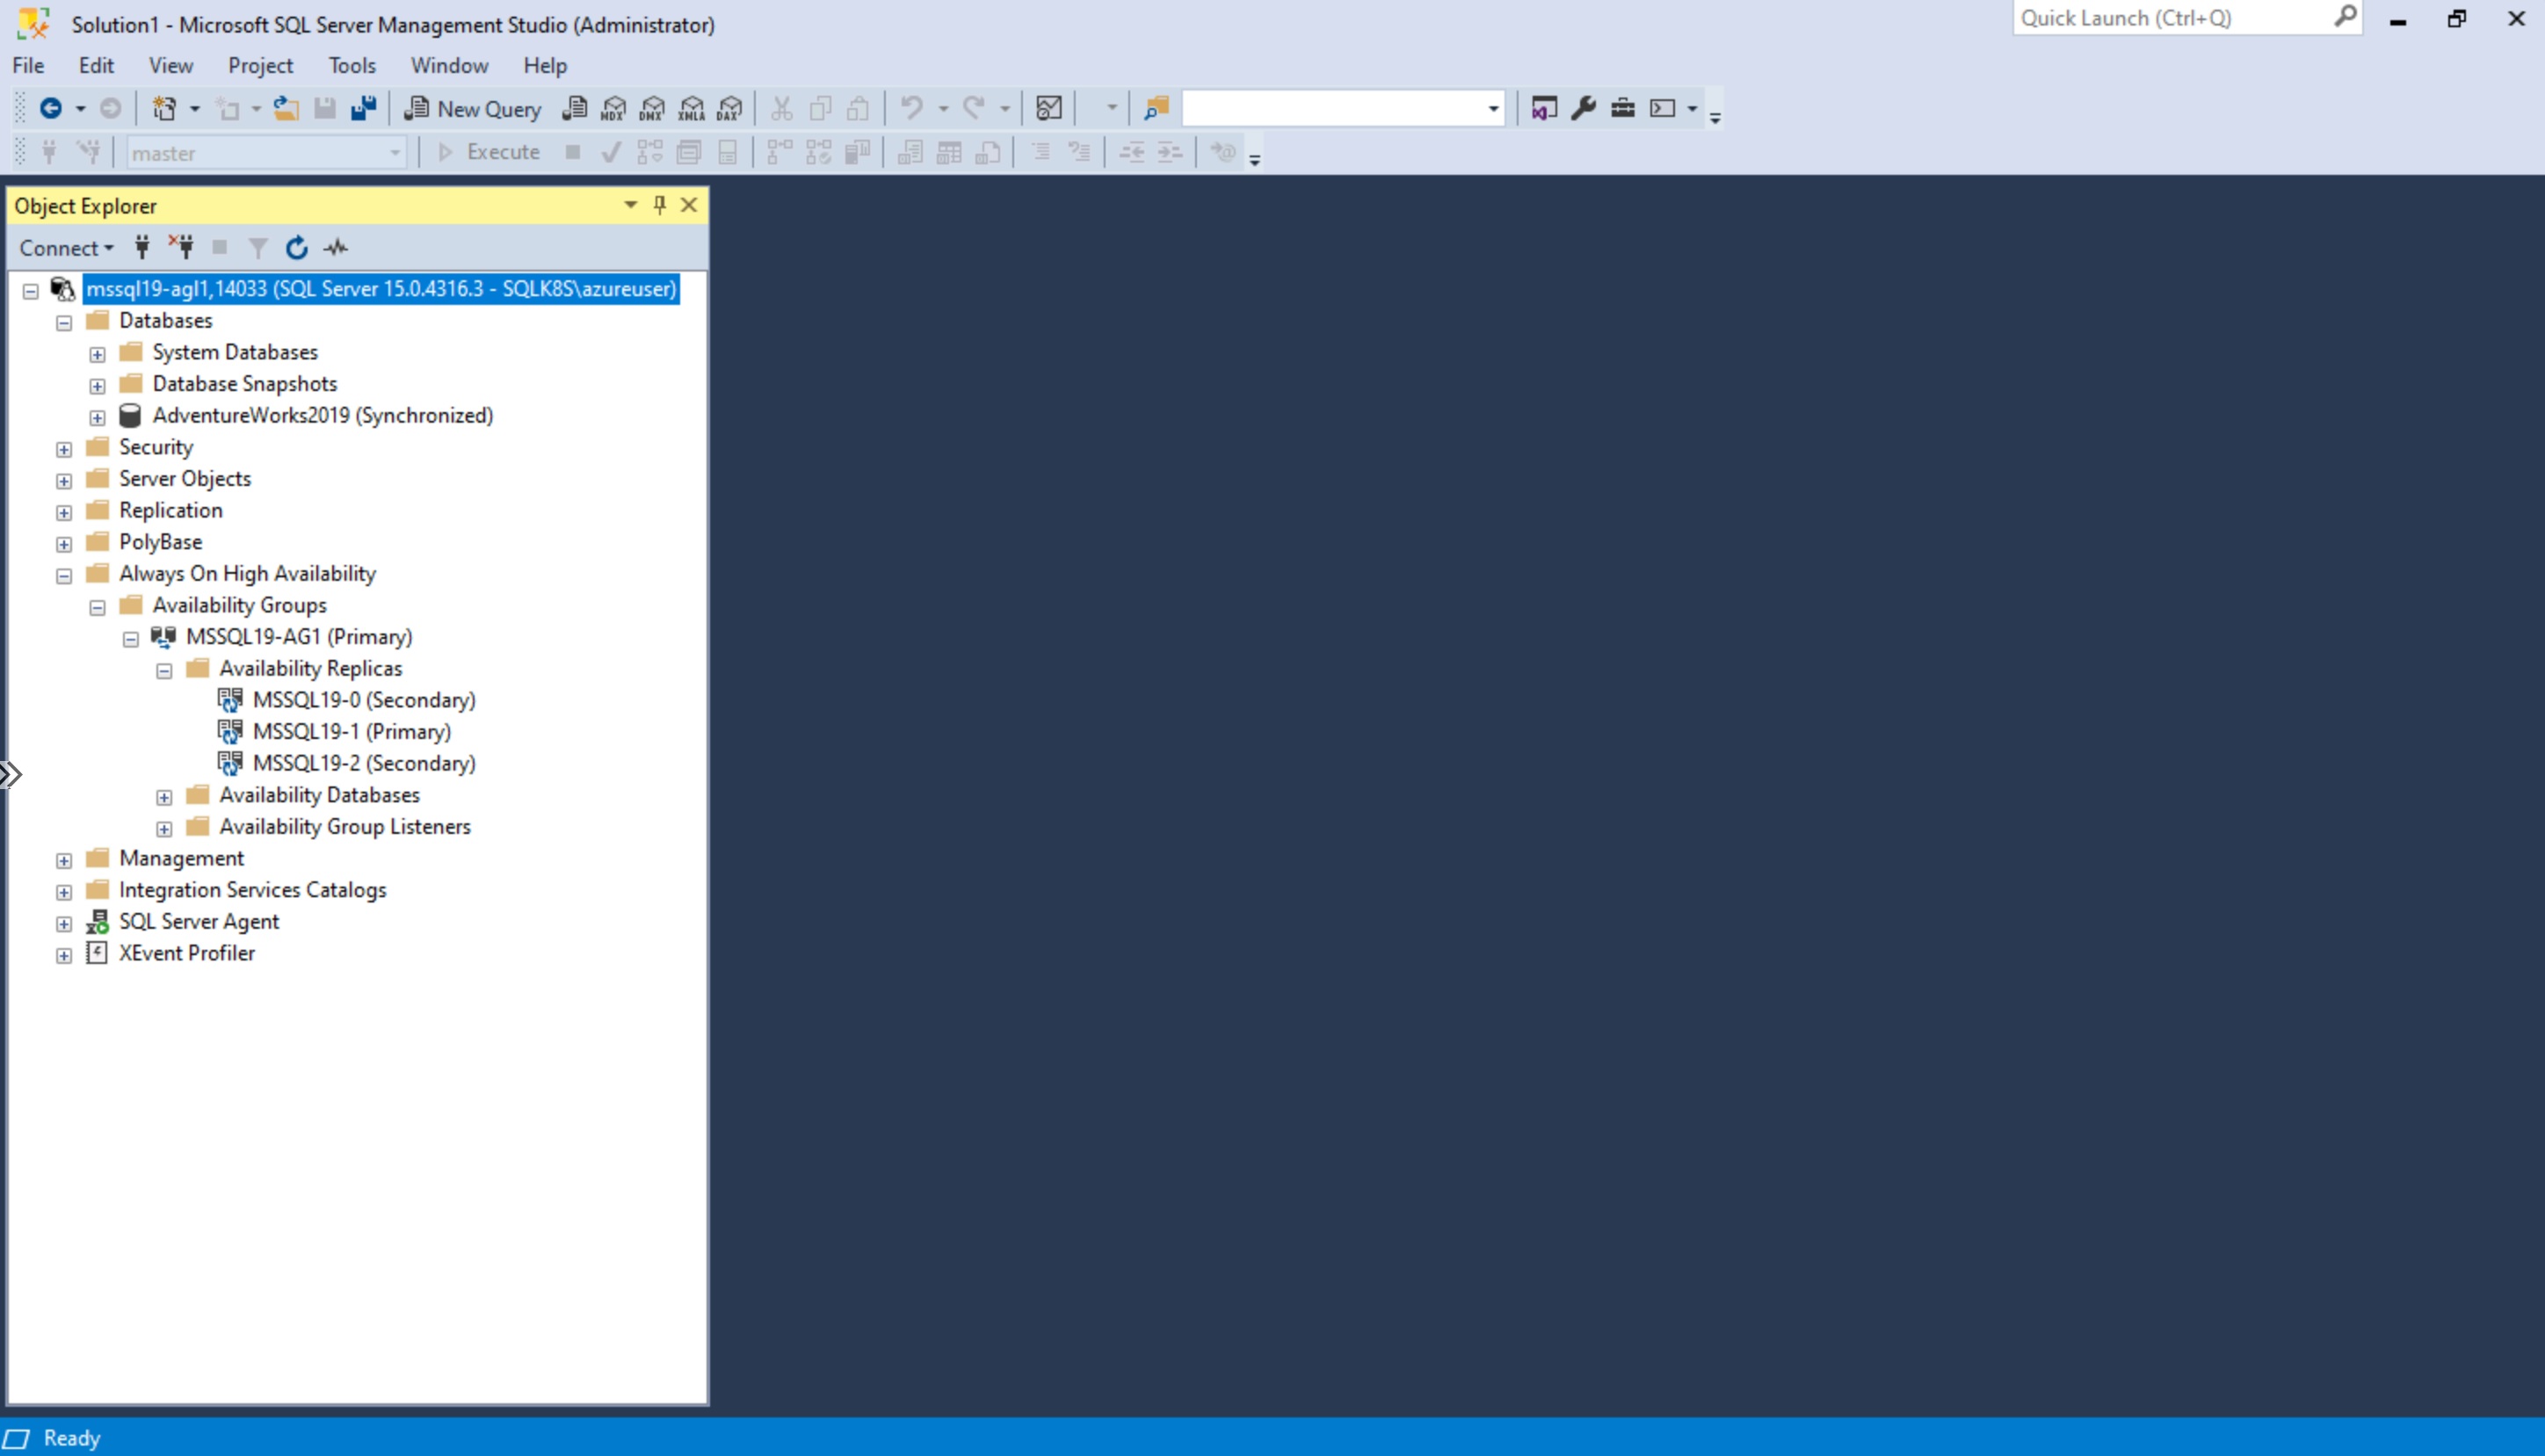 Solution1 - Microsoft SQL Server Management Studio (Administrator)
Quick Launch (Ctrl+Q)
File Edit View Project Tools Window Help
New Query MDX DMX XMLA DAX
master Execute
Object Explorer
Connect
mssql19-agl1,14033 (SQL Server 15.0.4316.3 - SQLK8S\azureuser)
Databases
System Databases
Database Snapshots
AdventureWorks2019 (Synchronized)
Security
Server Objects
Replication
PolyBase
Always On High Availability
Availability Groups
MSSQL19-AG1 (Primary)
Availability Replicas
MSSQL19-0 (Secondary)
MSSQL19-1 (Primary)
MSSQL19-2 (Secondary)
Availability Databases
Availability Group Listeners
Management
Integration Services Catalogs
SQL Server Agent
XEvent Profiler
Ready